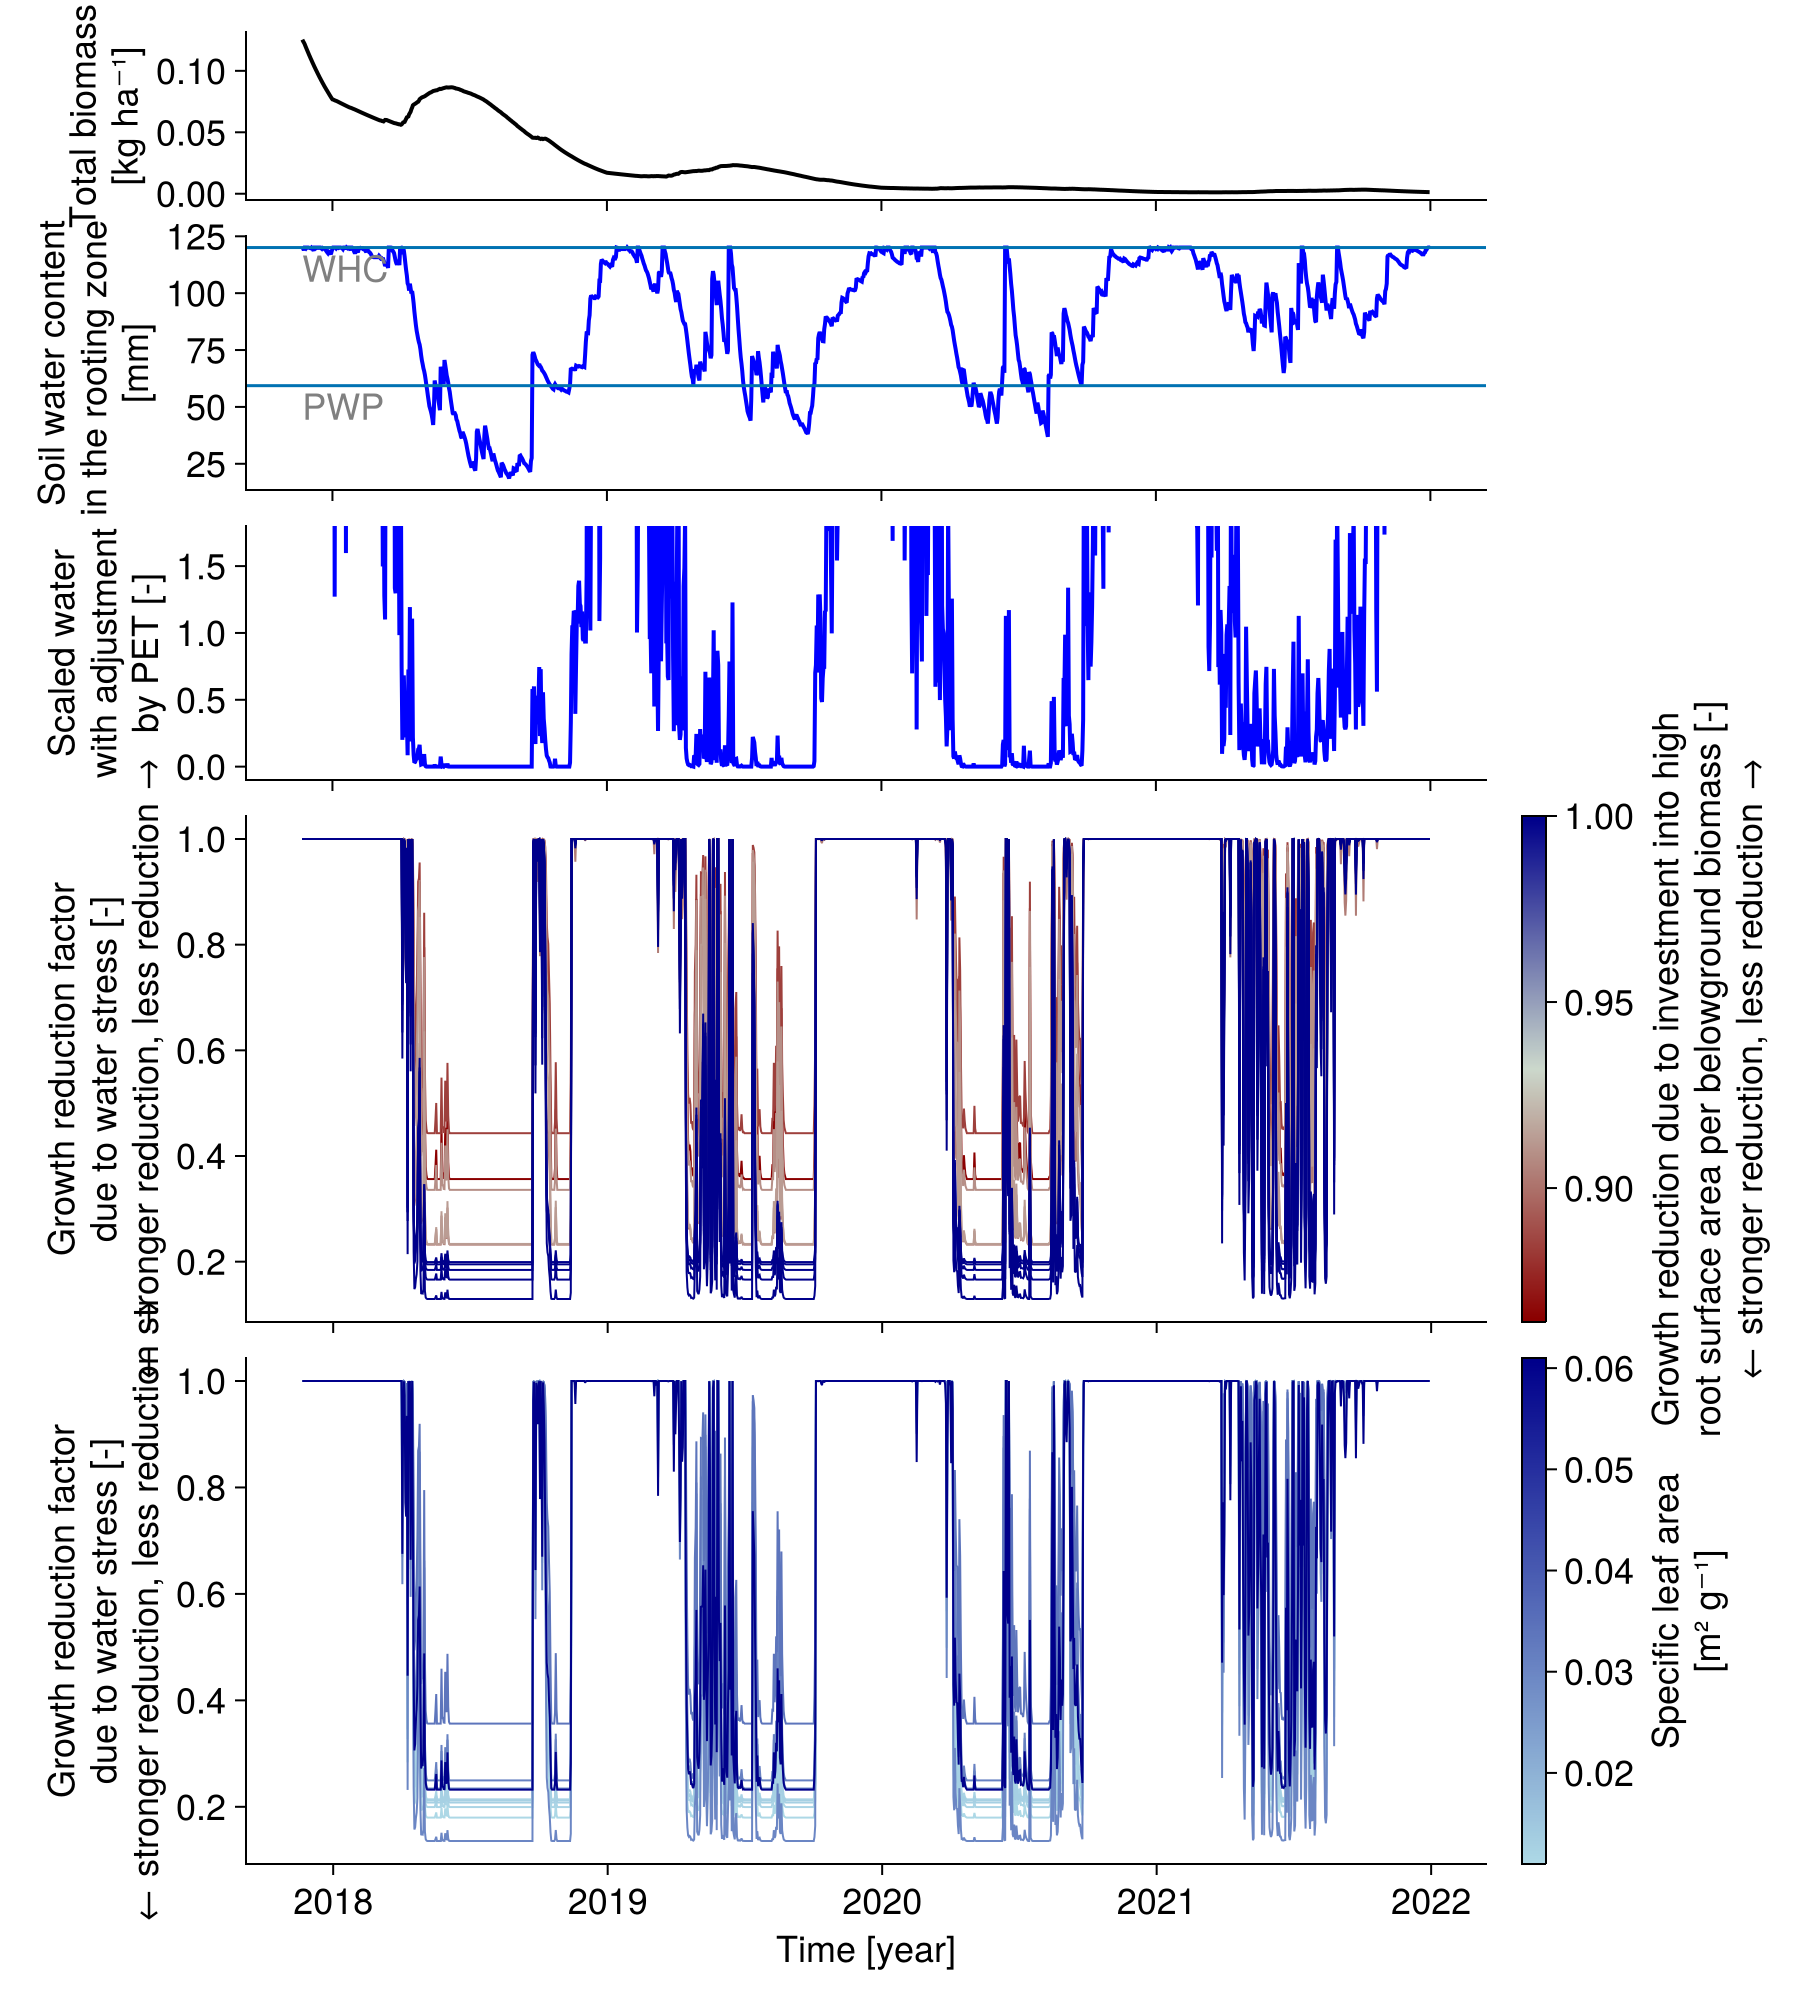 Total biomass
[kg ha⁻¹]
0.10
0.05
0.00
Soil water content
in the rooting zone
[mm]
125
100
75
50
25
WHC
PWP
Scaled water
with adjustment
by PET [-]
1.5
1.0
0.5
0.0
Growth reduction factor
due to water stress [-]
← stronger reduction, less reduction →
1.0
0.8
0.6
0.4
0.2
1.00
0.95
0.90
Growth reduction due to investment into high
root surface area per belowground biomass [-]
← stronger reduction, less reduction →
Growth reduction factor
due to water stress [-]
← stronger reduction, less reduction →
1.0
0.8
0.6
0.4
0.2
0.06
0.05
0.04
0.03
0.02
Specific leaf area
[m² g⁻¹]
2018
2019
2020
2021
2022
Time [year]